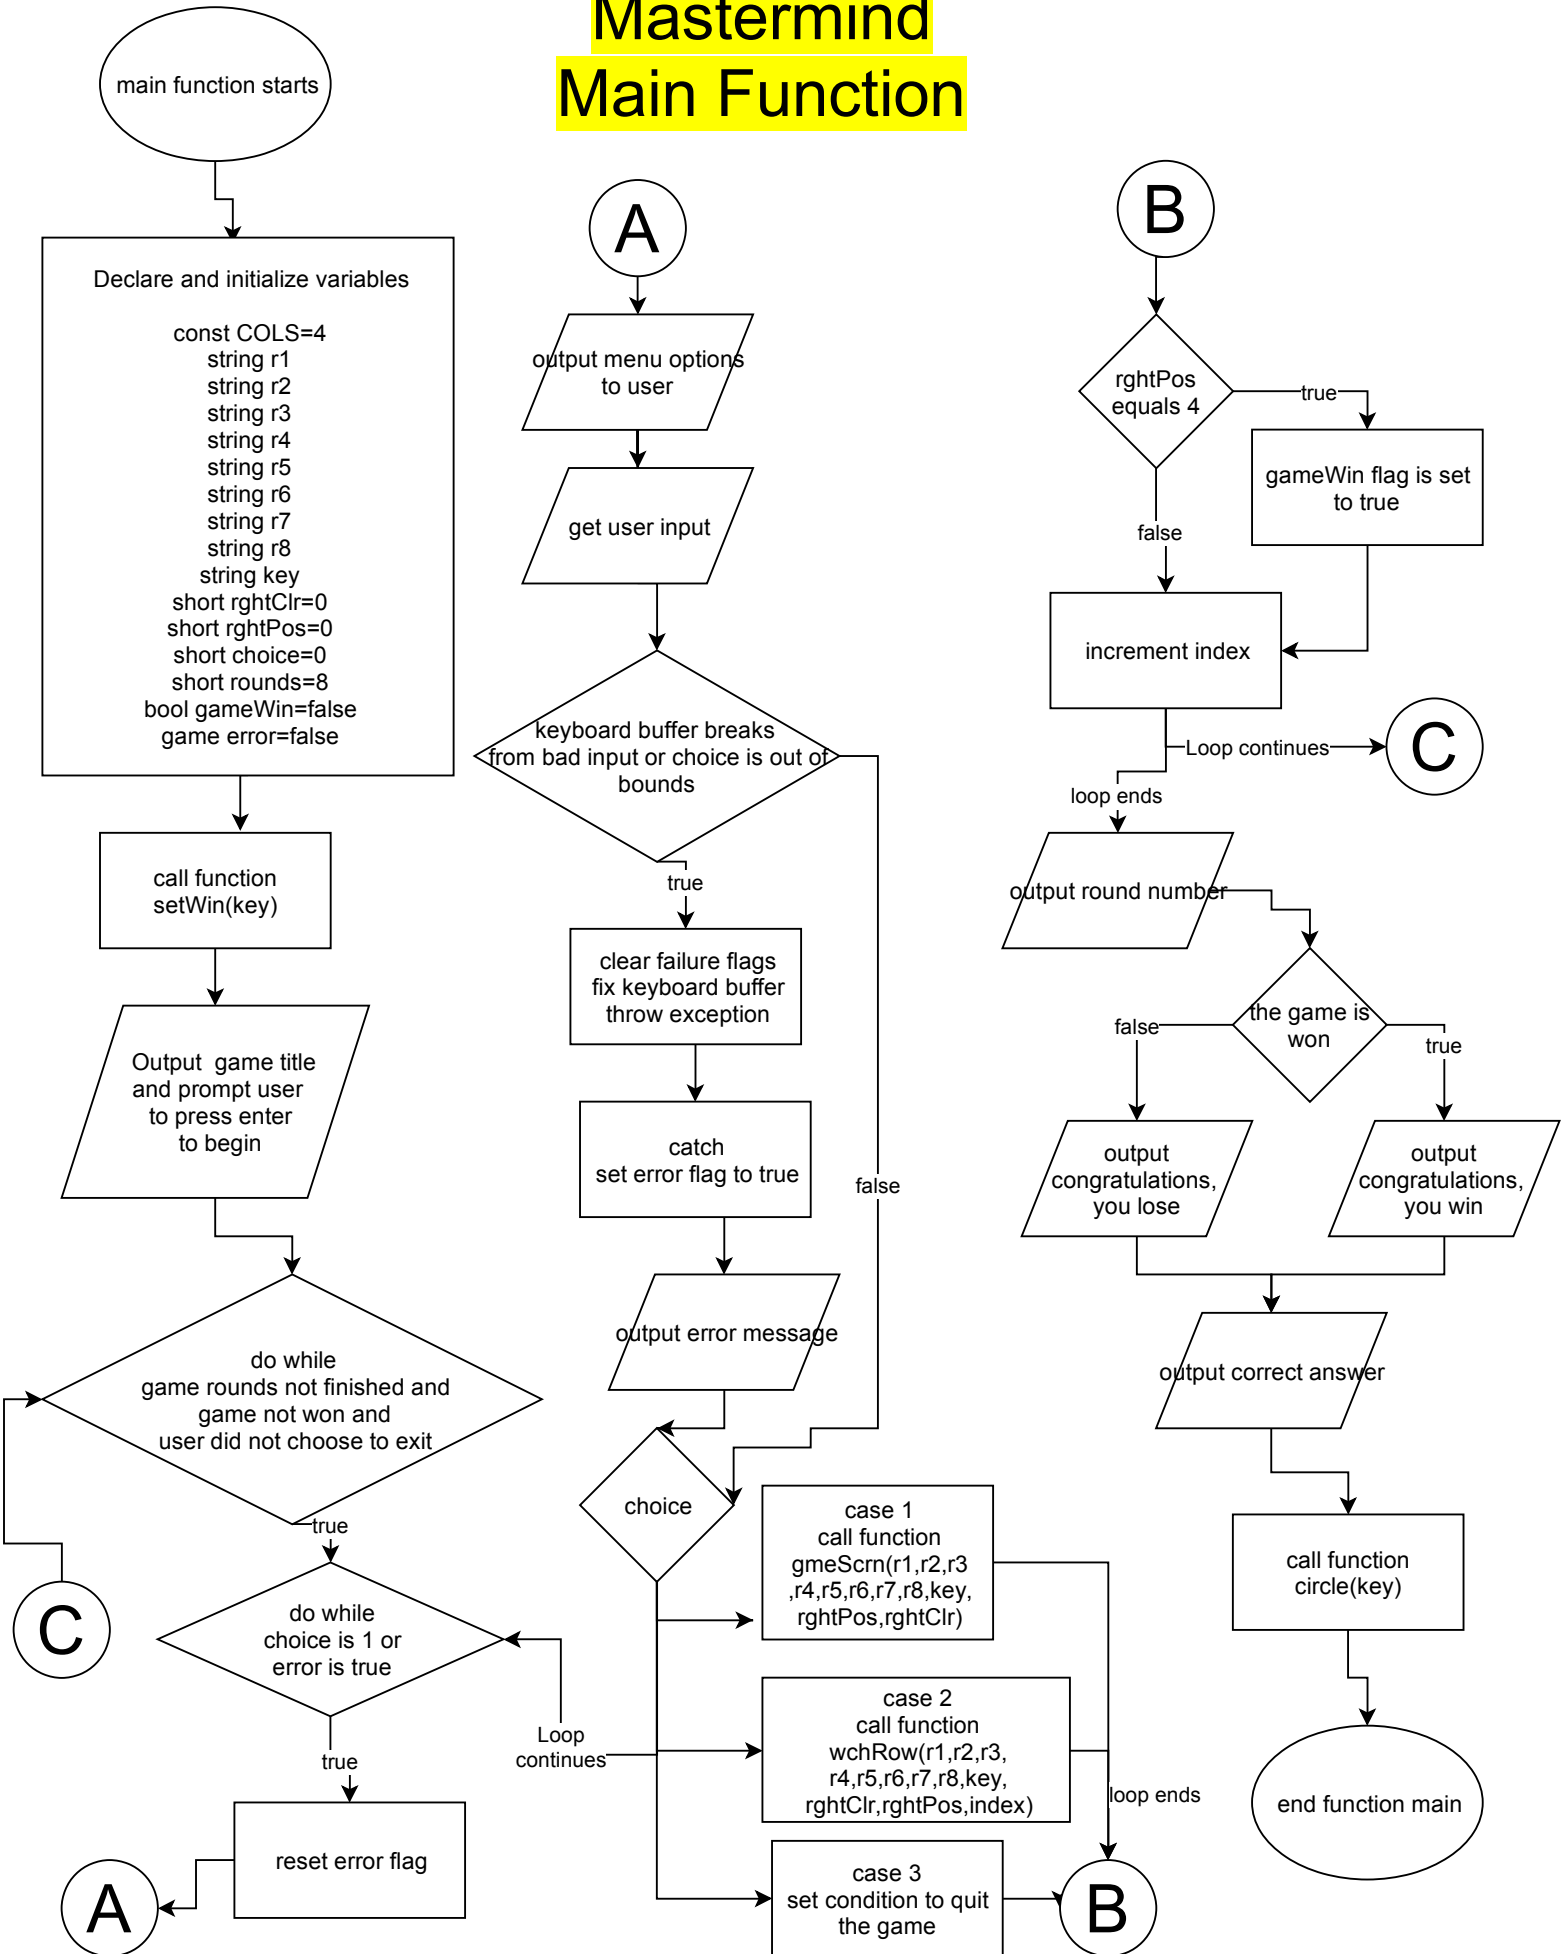 Mastermind
Main Function
main function starts
Declare and initialize variables
const COLS=4
string r1
string r2
string r3
string r4
string r5
string r6
string r7
string r8
string key
short rghtClr=0
short rghtPos=0
short choice=0
short rounds=8
bool gameWin=false
game error=false
call function
setWin(key)
Output game title
and prompt user
to press enter
to begin
do while
game rounds not finished and
game not won and
user did not choose to exit
true
C
do while
choice is 1 or
error is true
true
reset error flag
A
A
output menu options
to user
get user input
keyboard buffer breaks
from bad input or choice is out of
bounds
true
false
clear failure flags
fix keyboard buffer
throw exception
catch
set error flag to true
output error message
choice
Loop
continues
case 1
call function
gmeScrn(r1,r2,r3
,r4,r5,r6,r7,r8,key,
rghtPos,rghtClr)
case 2
call function
wchRow(r1,r2,r3,
r4,r5,r6,r7,r8,key,
rghtClr,rghtPos,index)
case 3
set condition to quit
the game
loop ends
B
B
rghtPos
equals 4
true
gameWin flag is set
to true
false
increment index
Loop continues
C
loop ends
output round number
the game is
won
false
true
output
congratulations,
you lose
output
congratulations,
you win
output correct answer
call function
circle(key)
end function main